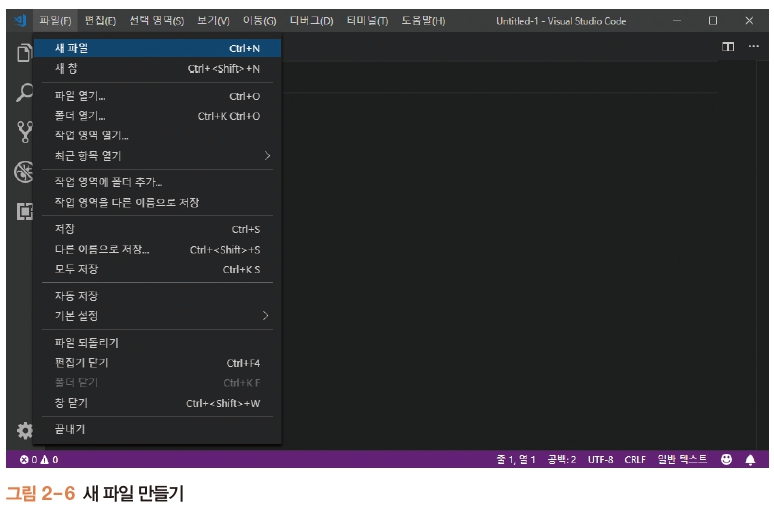 파일(F) 편집(E) 선택 영역(S) 보기(V) 이동(G) 디버그(D) 터미널(T) 도움말(H) Untitled-1 - Visual Studio Code
새 파일 Ctrl+N
새 창 Ctrl+<Shift>+N
파일 열기... Ctrl+O
폴더 열기... Ctrl+K Ctrl+O
작업 영역 열기...
최근 항목 열기
작업 영역에 폴더 추가...
작업 영역을 다른 이름으로 저장
저장 Ctrl+S
다른 이름으로 저장... Ctrl+<Shift>+S
모두 저장 Ctrl+K S
자동 저장
기본 설정
파일 되돌리기
편집기 닫기 Ctrl+F4
폴더 닫기 Ctrl+K F
창 닫기 Ctrl+<Shift>+W
끝내기
0 0 줄 1, 열 1 공백: 2 UTF-8 CRLF 일반 텍스트
그림 2-6 새 파일 만들기